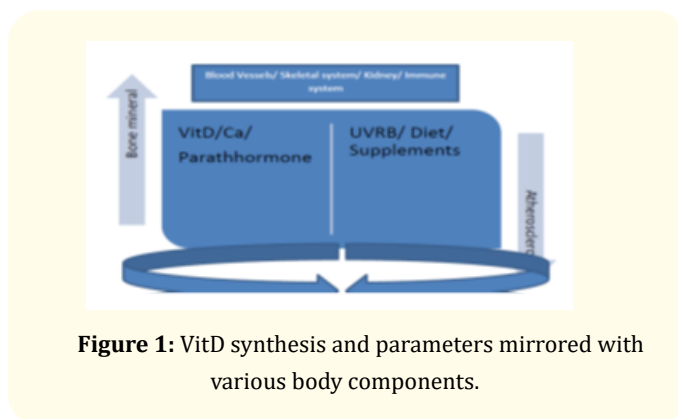 Blood Vessels/ Skeletal system/ Kidney/ Immune
system
Bone mineral
VitD/Ca/
Parathhormone
UVRB/ Diet/
Supplements
Figure 1: VitD synthesis and parameters mirrored with
various body components.